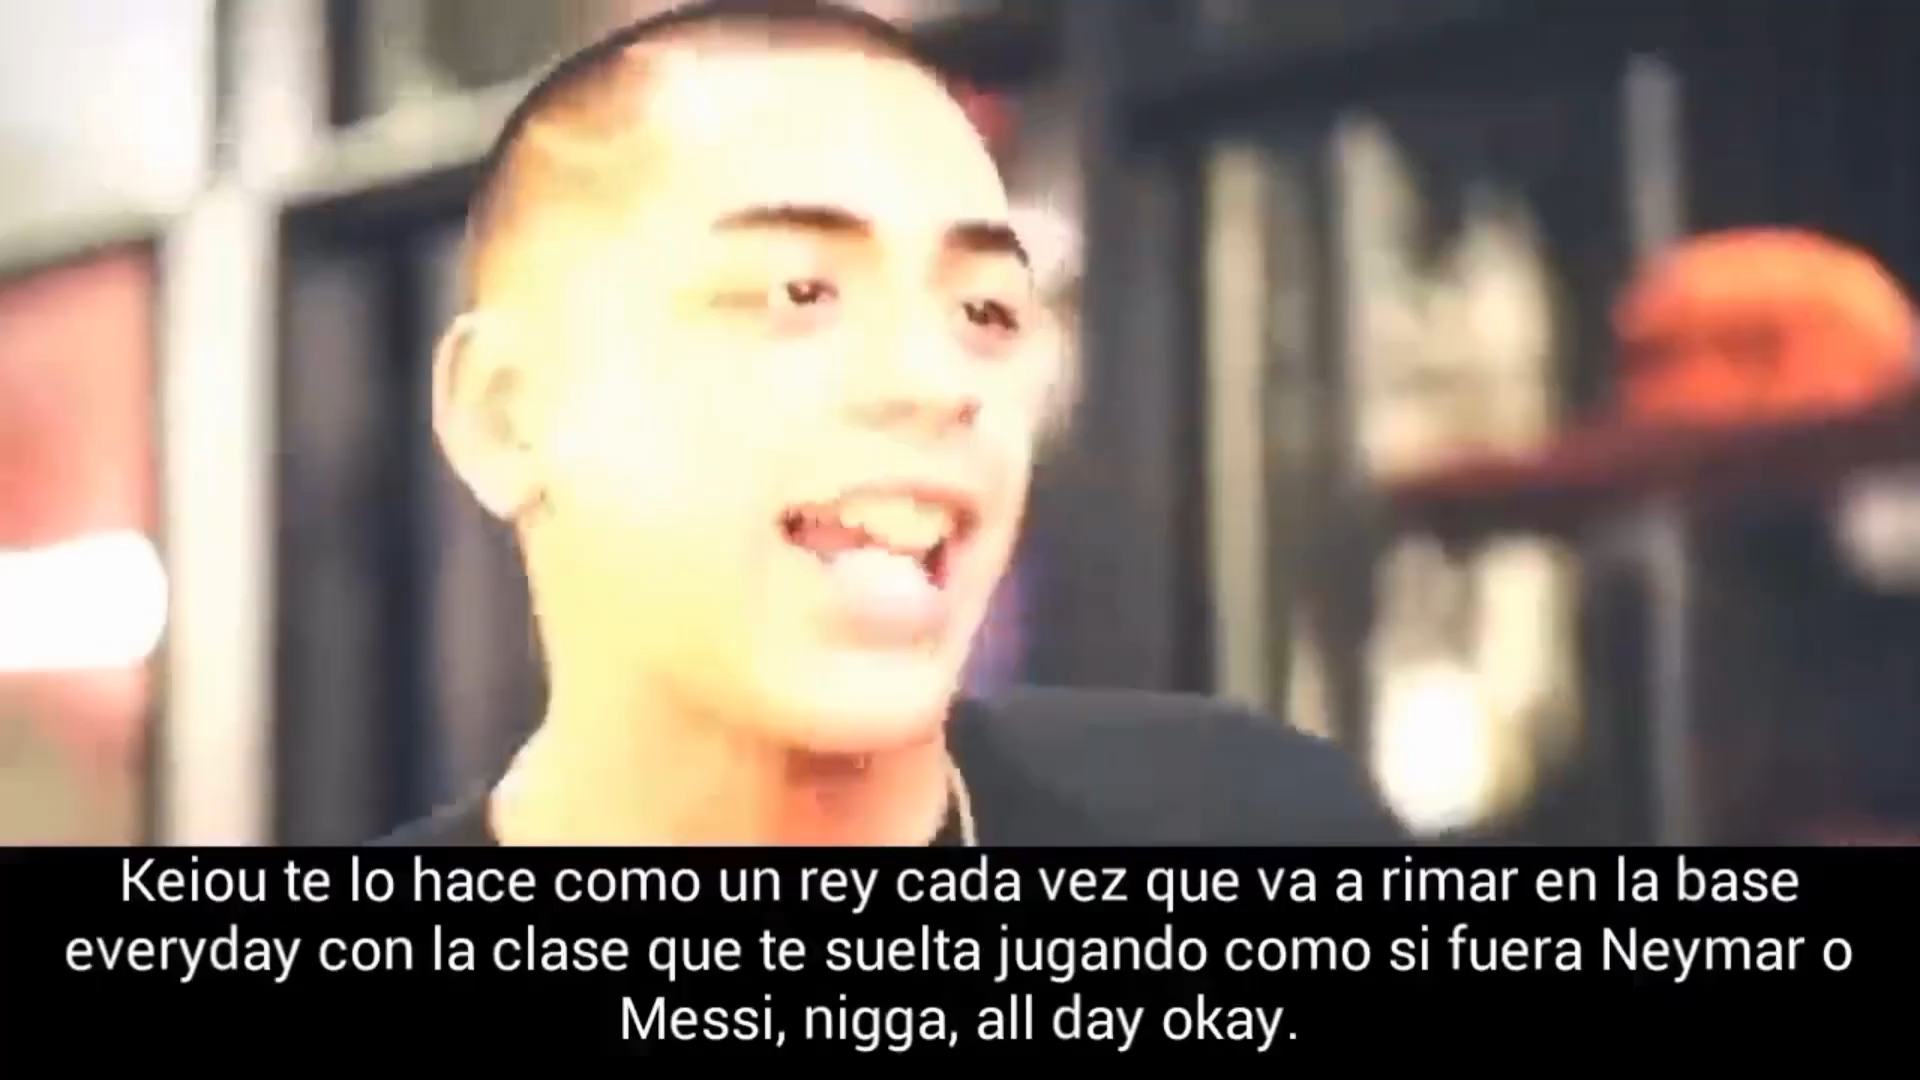 Keiou te lo hace como un rey cada vez que va a rimar en la base
everyday con la clase que te suelta jugando como si fuera Neymar o
Messi, nigga, all day okay.